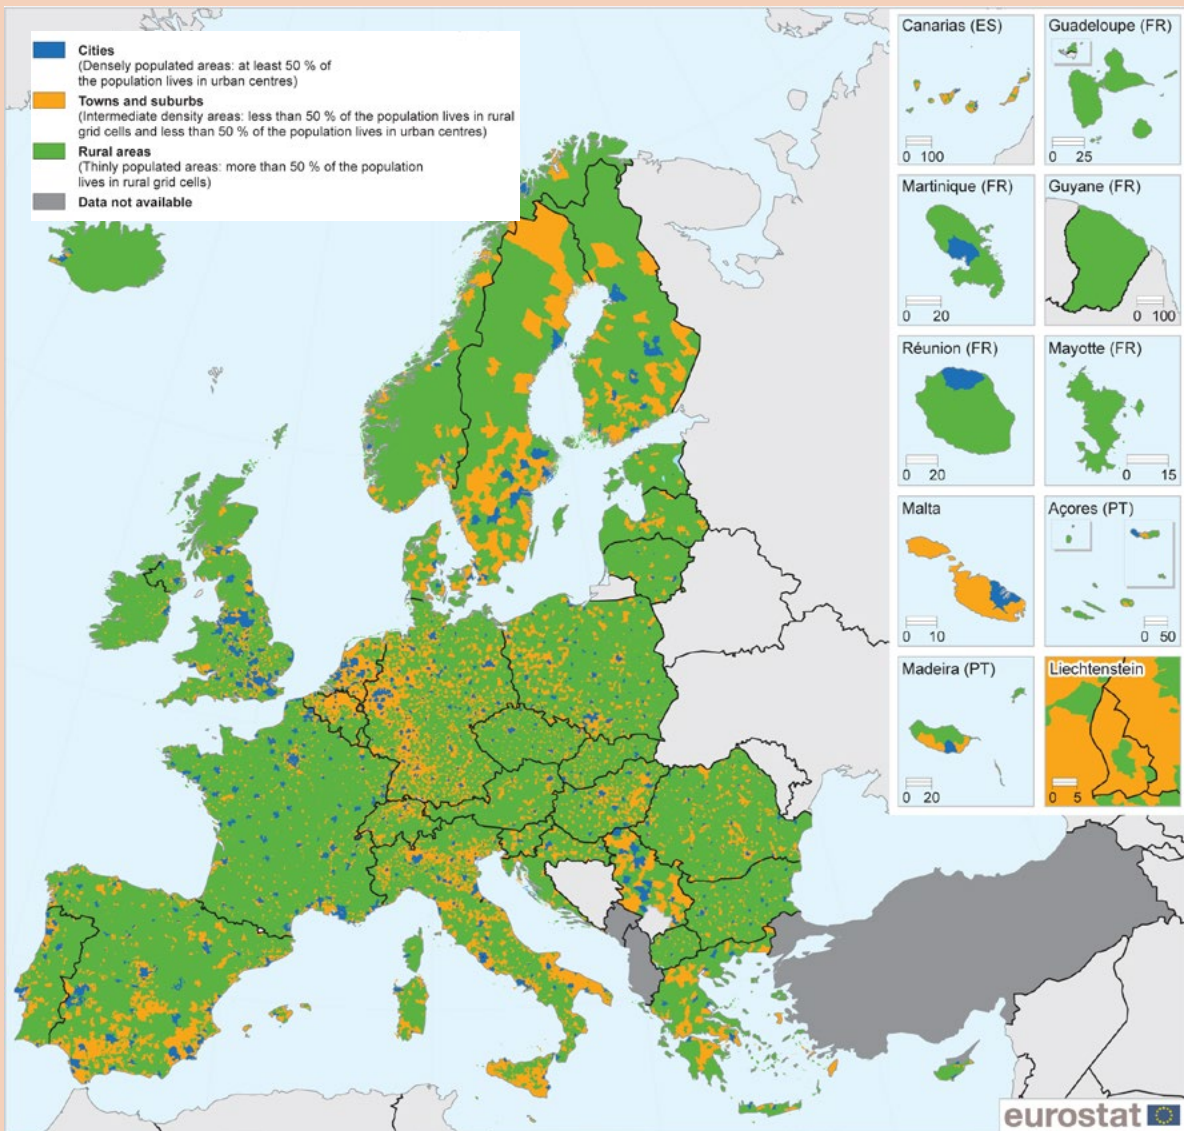 Cities
(Densely populated areas: at least 50 % of
the population lives in urban centres)
Towns and suburbs
(Intermediate density areas: less than 50 % of the population lives in rural
grid cells and less than 50 % of the population lives in urban centres)
Rural areas
(Thinly populated areas: more than 50 % of the population
lives in rural grid cells)
Data not available
Canarias (ES)
0 100
Guadeloupe (FR)
0 25
Martinique (FR)
0 20
Guyane (FR)
0 100
Réunion (FR)
0 20
Mayotte (FR)
0 15
Malta
0 10
Açores (PT)
0 50
Madeira (PT)
0 20
Liechtenstein
0 5
eurostat